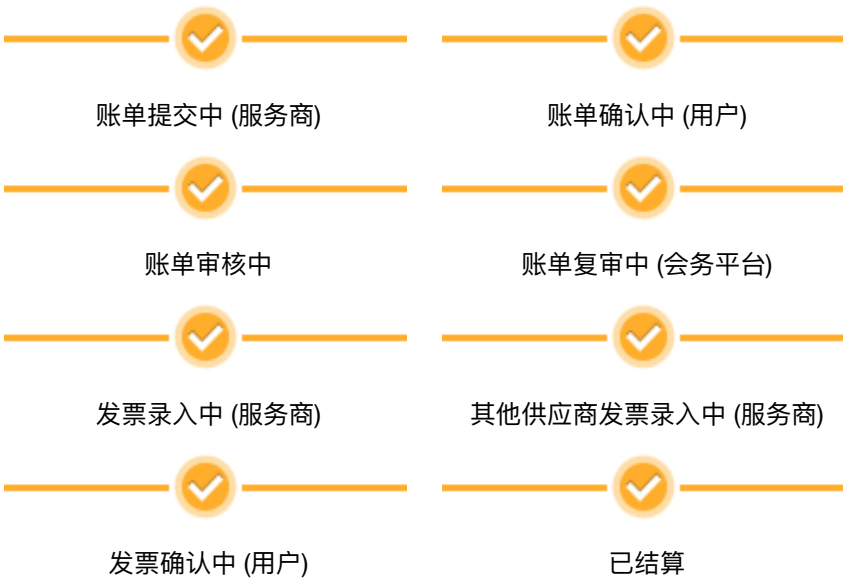 账单提交中 (服务商)
账单确认中 (用户)
账单审核中
账单复审中 (会务平台)
发票录入中 (服务商)
其他供应商发票录入中 (服务商)
发票确认中 (用户)
已结算